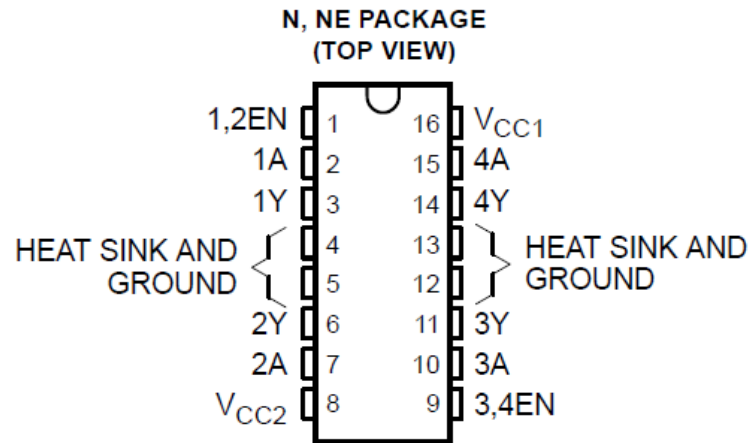 N, NE PACKAGE
(TOP VIEW)
1,2EN 1 16 VCC1
1A 2 15 4A
1Y 3 14 4Y
HEAT SINK AND
GROUND
4 13
5 12
HEAT SINK AND
GROUND
2Y 6 11 3Y
2A 7 10 3A
VCC2 8 9 3,4EN